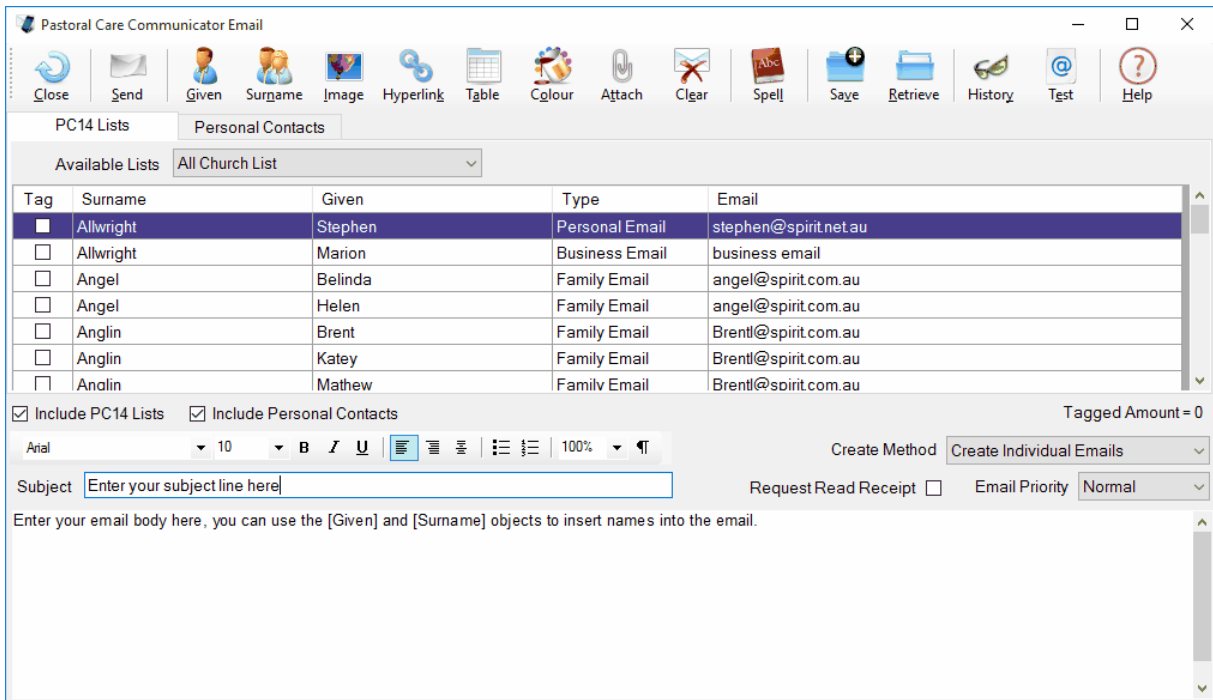 Pastoral Care Communicator Email
Close Send Given Surname Image Hyperlink Table Colour Attach Clear Abc Spell Save Retrieve History @ Test ? Help
PC14 Lists Personal Contacts
Available Lists All Church List
Tag Surname Given Type Email
Allwright Stephen Personal Email stephen@spirit.net.au
Allwright Marion Business Email business email
Angel Belinda Family Email angel@spirit.com.au
Angel Helen Family Email angel@spirit.com.au
Anglin Brent Family Email Brentl@spirit.com.au
Anglin Katey Family Email Brentl@spirit.com.au
Anglin Mathew Family Email Brentl@spirit.com.au
Include PC14 Lists Include Personal Contacts Tagged Amount = 0
Arial 10 B I U 100% ¶ Create Method Create Individual Emails
Subject Enter your subject line here Request Read Receipt Email Priority Normal
Enter your email body here, you can use the [Given] and [Surname] objects to insert names into the email.